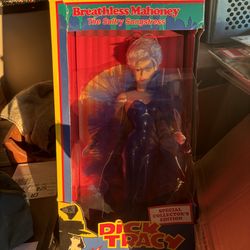 Breathless Mahoney
The Sultry Songstress
SPECIAL
COLLECTOR'S
EDITION
DICK
TRACY